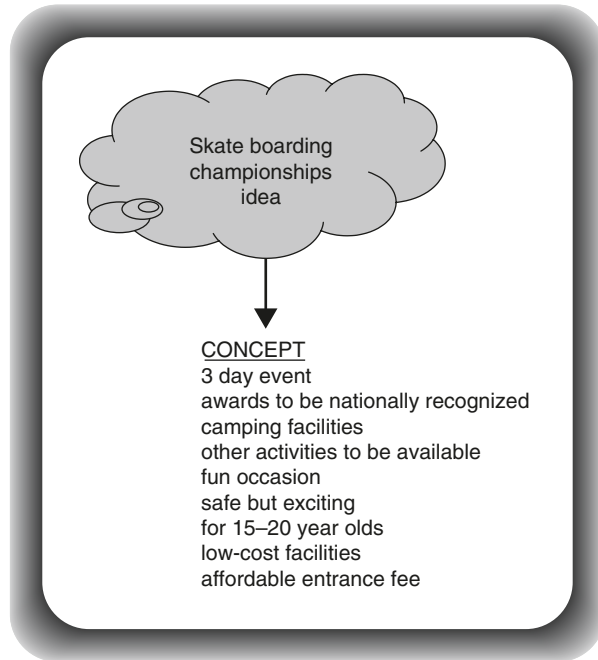 Skate boarding
championships
idea
CONCEPT
3 day event
awards to be nationally recognized
camping facilities
other activities to be available
fun occasion
safe but exciting
for 15–20 year olds
low-cost facilities
affordable entrance fee